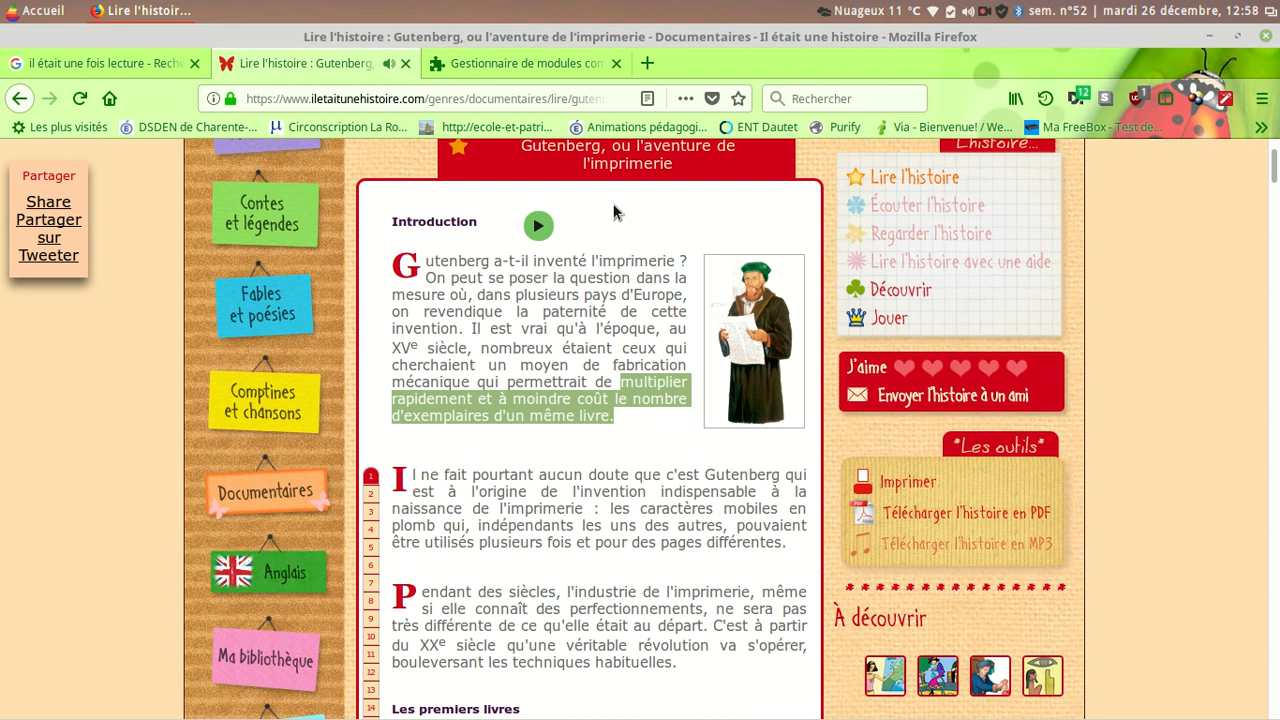 Accueil
Lire l'histoir...
Nuageux 11 °C
sem. n°52 | mardi 26 décembre, 12:58
Lire l'histoire : Gutenberg, ou l'aventure de l'imprimerie - Documentaires - Il était une histoire - Mozilla Firefox
il était une fois lecture - Reche
Lire l'histoire : Gutenberg,
Gestionnaire de modules com
https://www.iletaitunehistoire.com/genres/documentaires/lire/gutenb
Rechercher
12
S
1
Les plus visités
DSDEN de Charente-...
Circonscription La Ro...
http://ecole-et-patri...
Animations pédagogi...
ENT Dautet
Purify
Via - Bienvenue! / We...
Ma FreeBox - Test de...
Partager
Share
Partager
sur
Tweeter
Contes
et légendes
Fables
et poésies
Comptines
et chansons
Documentaires
Anglais
Ma bibliothèque
Gutenberg, ou l'aventure de
l'imprimerie
Introduction
Gutenberg a-t-il inventé l'imprimerie ?
On peut se poser la question dans la
mesure où, dans plusieurs pays d'Europe,
on revendique la paternité de cette
invention. Il est vrai qu'à l'époque, au
XVe siècle, nombreux étaient ceux qui
cherchaient un moyen de fabrication
mécanique qui permettrait de multiplier
rapidement et à moindre coût le nombre
d'exemplaires d'un même livre.
Il ne fait pourtant aucun doute que c'est Gutenberg qui
est à l'origine de l'invention indispensable à la
naissance de l'imprimerie : les caractères mobiles en
plomb qui, indépendants les uns des autres, pouvaient
être utilisés plusieurs fois et pour des pages différentes.
Pendant des siècles, l'industrie de l'imprimerie, même
si elle connaît des perfectionnements, ne sera pas
très différente de ce qu'elle était au départ. C'est à partir
du XXe siècle qu'une véritable révolution va s'opérer,
bouleversant les techniques habituelles.
Les premiers livres
1
2
3
4
5
6
7
8
9
10
11
12
13
14
L'histoire...
Lire l'histoire
Écouter l'histoire
Regarder l'histoire
Lire l'histoire avec une aide
Découvrir
Jouer
J'aime
Envoyer l'histoire à un ami
*Les outils*
Imprimer
Télécharger l'histoire en PDF
Télécharger l'histoire en MP3
À découvrir